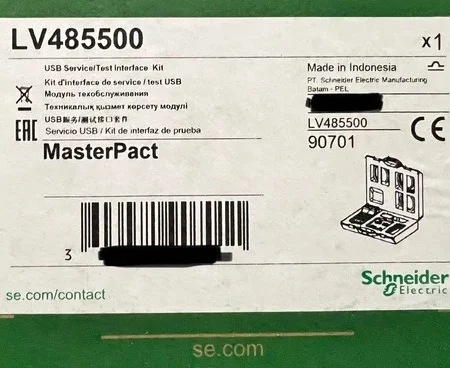 LV485500
x1
USB Service/Test Interface Kit
Kit d'interface de service / test USB
Модуль техобслуживания
Техникалық қызмет көрсету модулі
USB服务/测试接口套件
Servicio USB / Kit de interfaz de prueba
MasterPact
Made in Indonesia
PT. Schneider Electric Manufacturing
Batam - PEL
LV485500
90701
CE
EAC
3
Schneider
Electric
se.com/contact
se.com